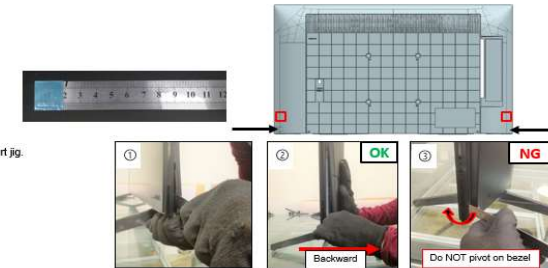 2 3 4 5 6 7 8 9 10 11 12
rt jig.
①
② OK
③ NG
Backward
Do NOT pivot on bezel